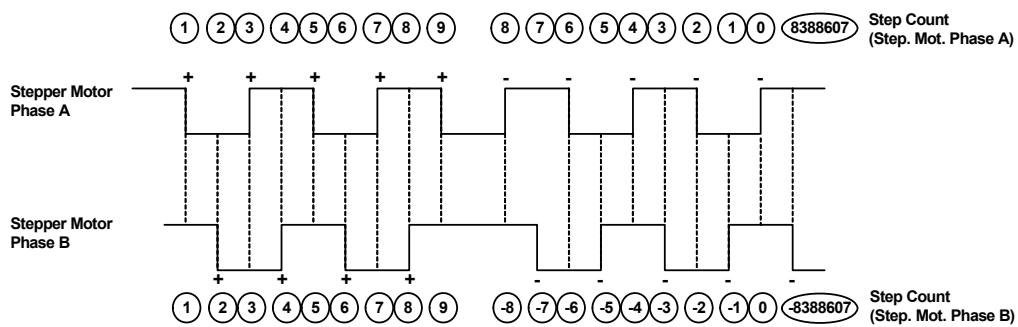 1 2 3 4 5 6 7 8 9 8 7 6 5 4 3 2 1 0 8388607
Step Count
(Step. Mot. Phase A)
+ + + + + - - - - -
Stepper Motor
Phase A
Stepper Motor
Phase B
+ + + + - - - - -
1 2 3 4 5 6 7 8 9 -8 -7 -6 -5 -4 -3 -2 -1 0 -8388607
Step Count
(Step. Mot. Phase B)